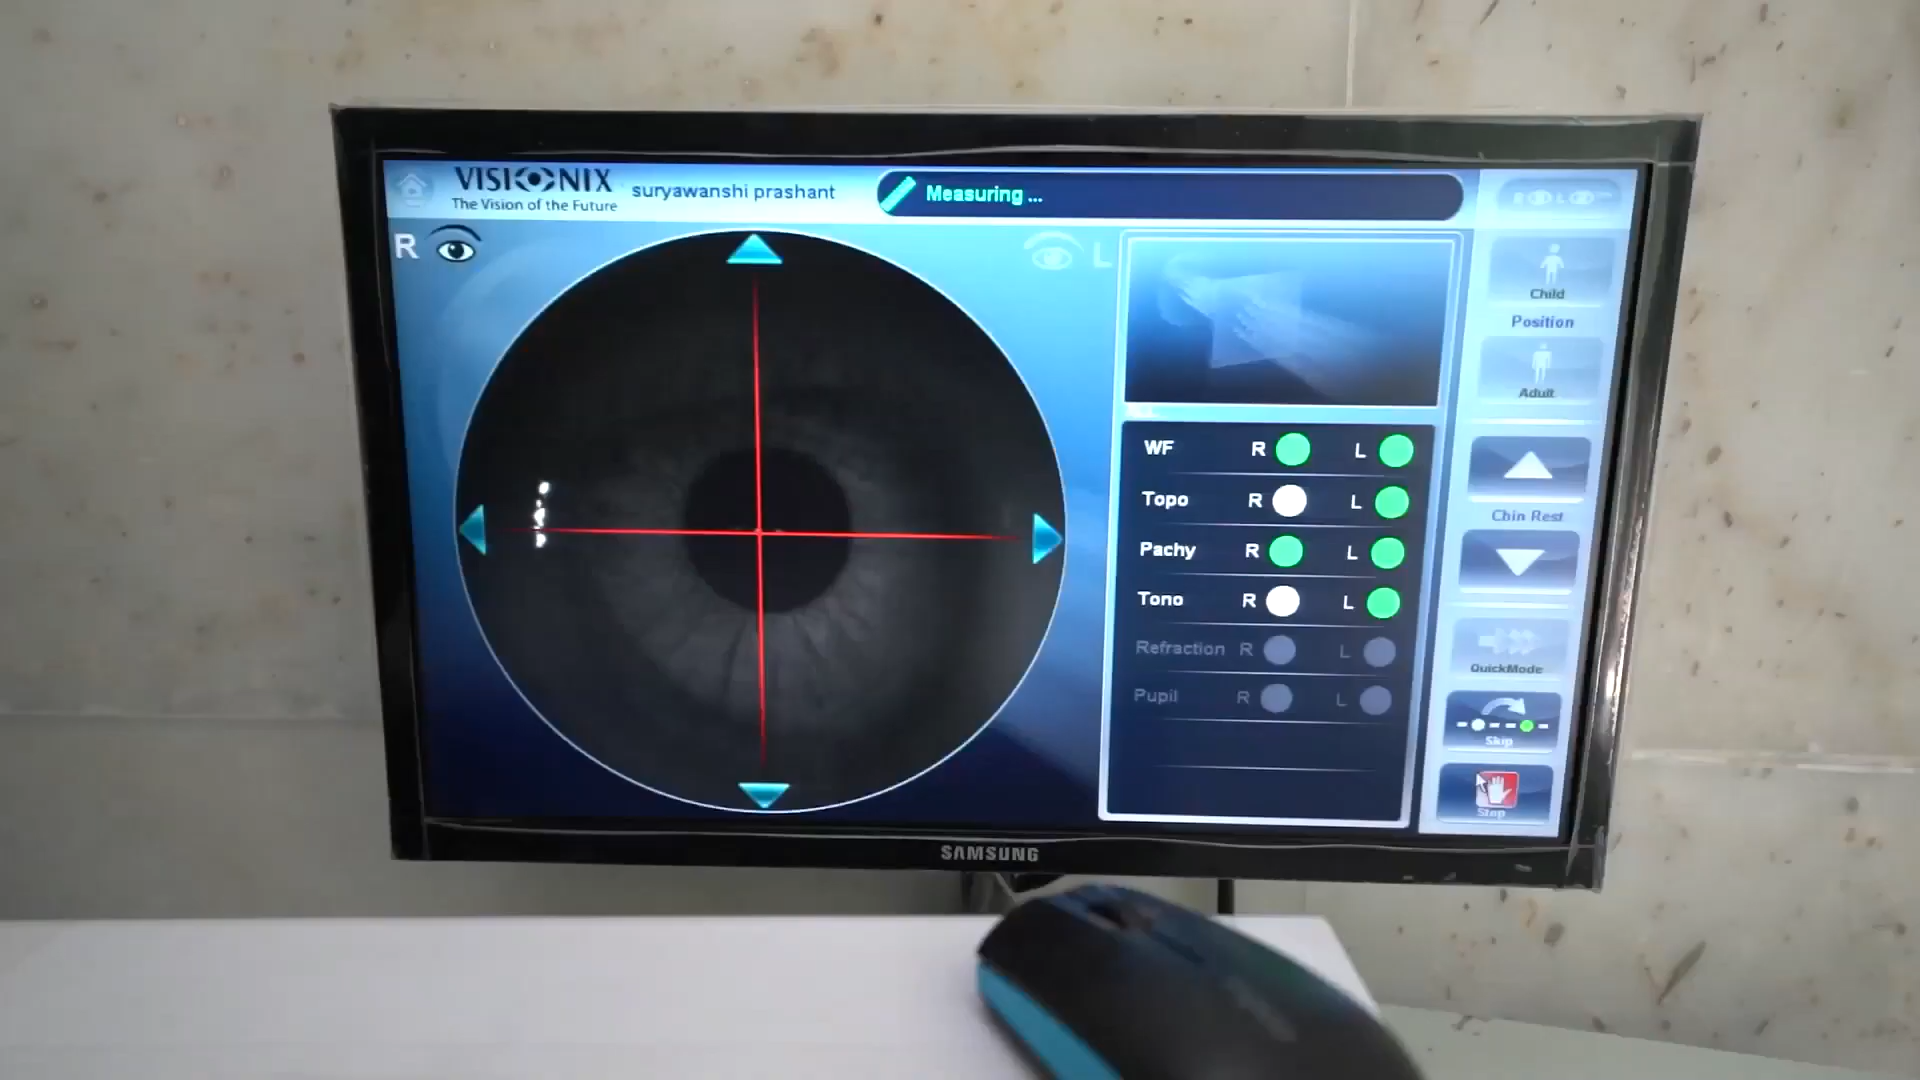 VISIONIX
The Vision of the Future
suryawanshi prashant
Measuring ...
R
L
R L
Child
Position
Adult
WF R L
Topo R L
Pachy R L
Tono R L
Refraction R L
Pupil R L
Chin Rest
QuickMode
Skip
Stop
SAMSUNG